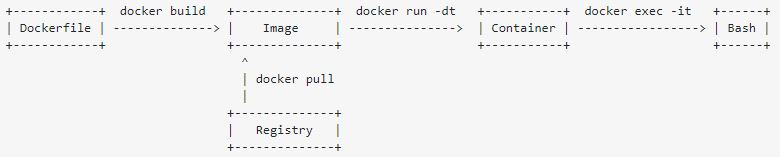 +------------+  docker build  +--------------+  docker run -dt  +-----------+  docker exec -it  +------+
| Dockerfile | -------------> |    Image     | --------------->  | Container | --------------->  | Bash |
+------------+                +--------------+                  +-----------+                   +------+
^
| docker pull
|
+--------------+
|   Registry   |
+--------------+